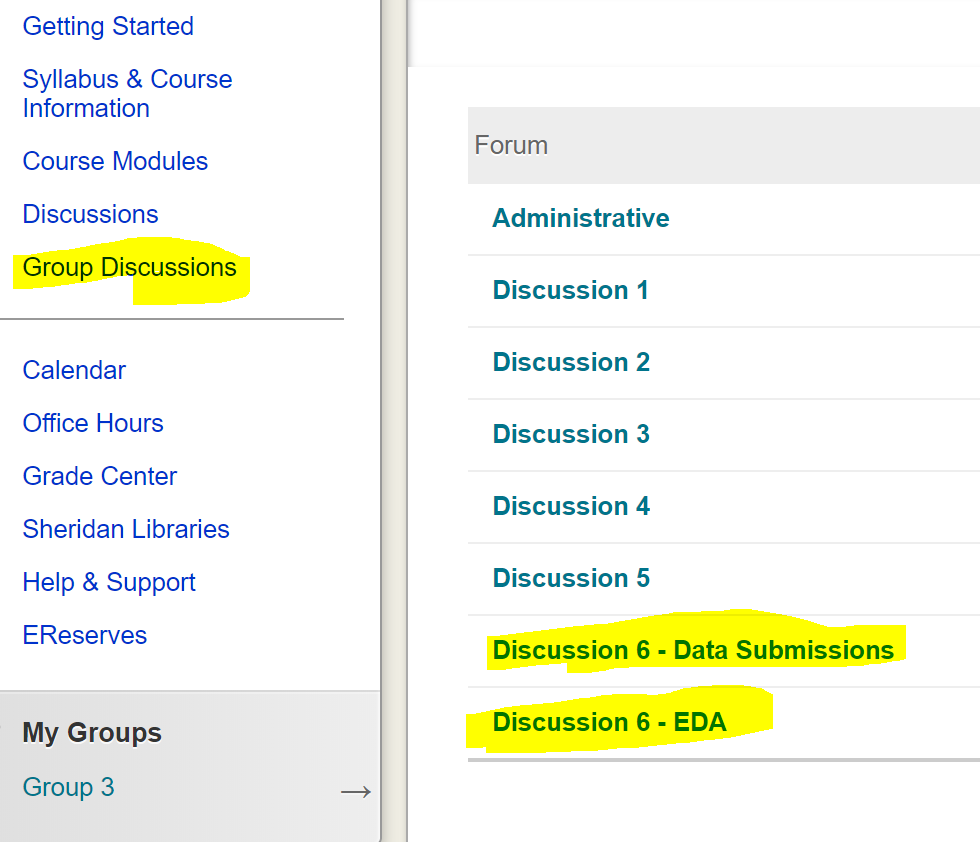 Getting Started
Syllabus & Course
Information
Course Modules
Discussions
Group Discussions
Calendar
Office Hours
Grade Center
Sheridan Libraries
Help & Support
EReserves
My Groups
Group 3
Forum
Administrative
Discussion 1
Discussion 2
Discussion 3
Discussion 4
Discussion 5
Discussion 6 - Data Submissions
Discussion 6 - EDA